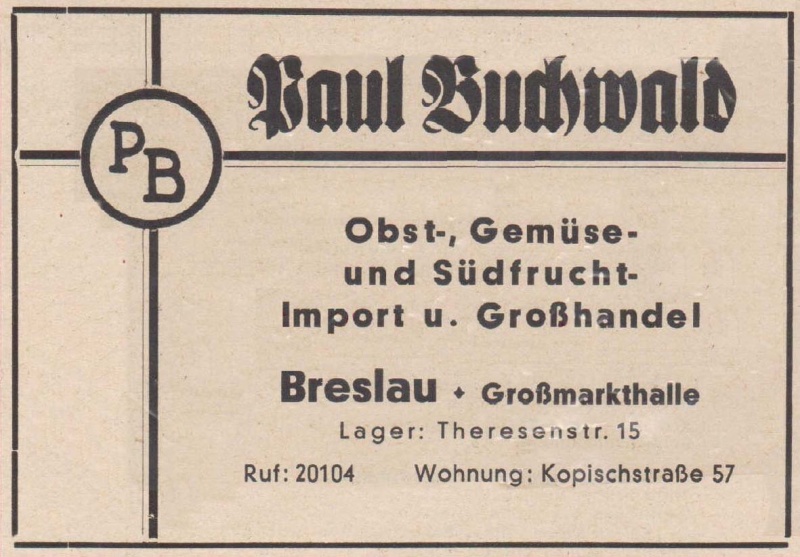 Paul Buchwald
PB
Obst-, Gemüse-
und Südfrucht-
Import u. Großhandel
Breslau ◆ Großmarkthalle
Lager: Theresenstr. 15
Ruf: 20104 Wohnung: Kopischstraße 57